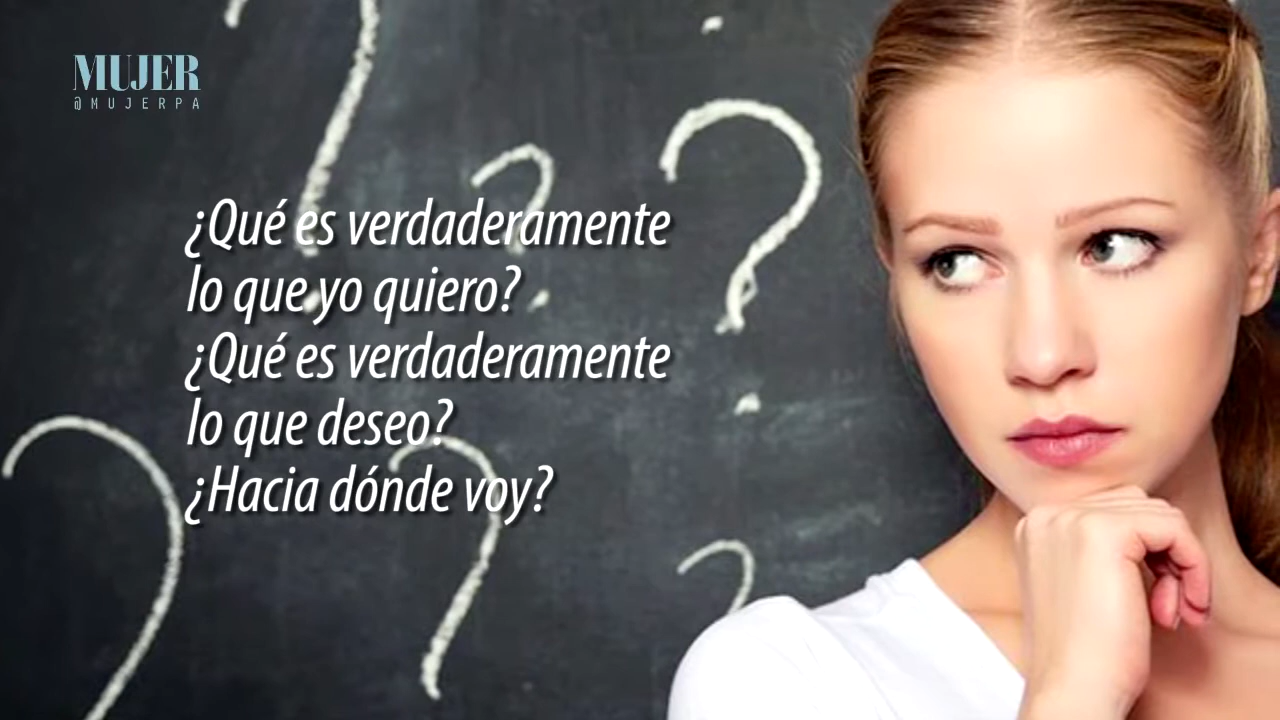 MUJER
@MUJERPA
¿Qué es verdaderamente
lo que yo quiero?
¿Qué es verdaderamente
lo que deseo?
¿Hacia dónde voy?